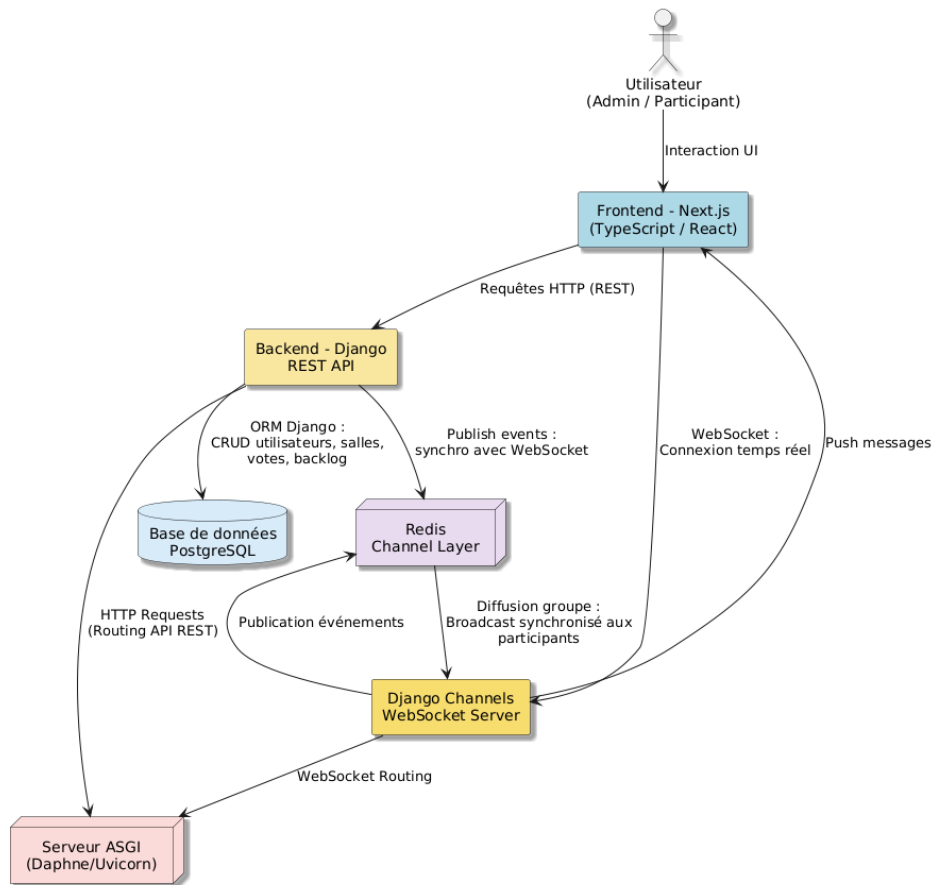 Utilisateur
(Admin / Participant)
Interaction UI
Frontend - Next.js
(TypeScript / React)
Requêtes HTTP (REST)
Backend - Django
REST API
ORM Django :
CRUD utilisateurs, salles,
votes, backlog
Publish events :
synchro avec WebSocket
WebSocket :
Connexion temps réel
Push messages
Base de données
PostgreSQL
Redis
Channel Layer
HTTP Requests
(Routing API REST)
Publication événements
Diffusion groupe :
Broadcast synchronisé aux
participants
Django Channels
WebSocket Server
WebSocket Routing
Serveur ASGI
(Daphne/Uvicorn)